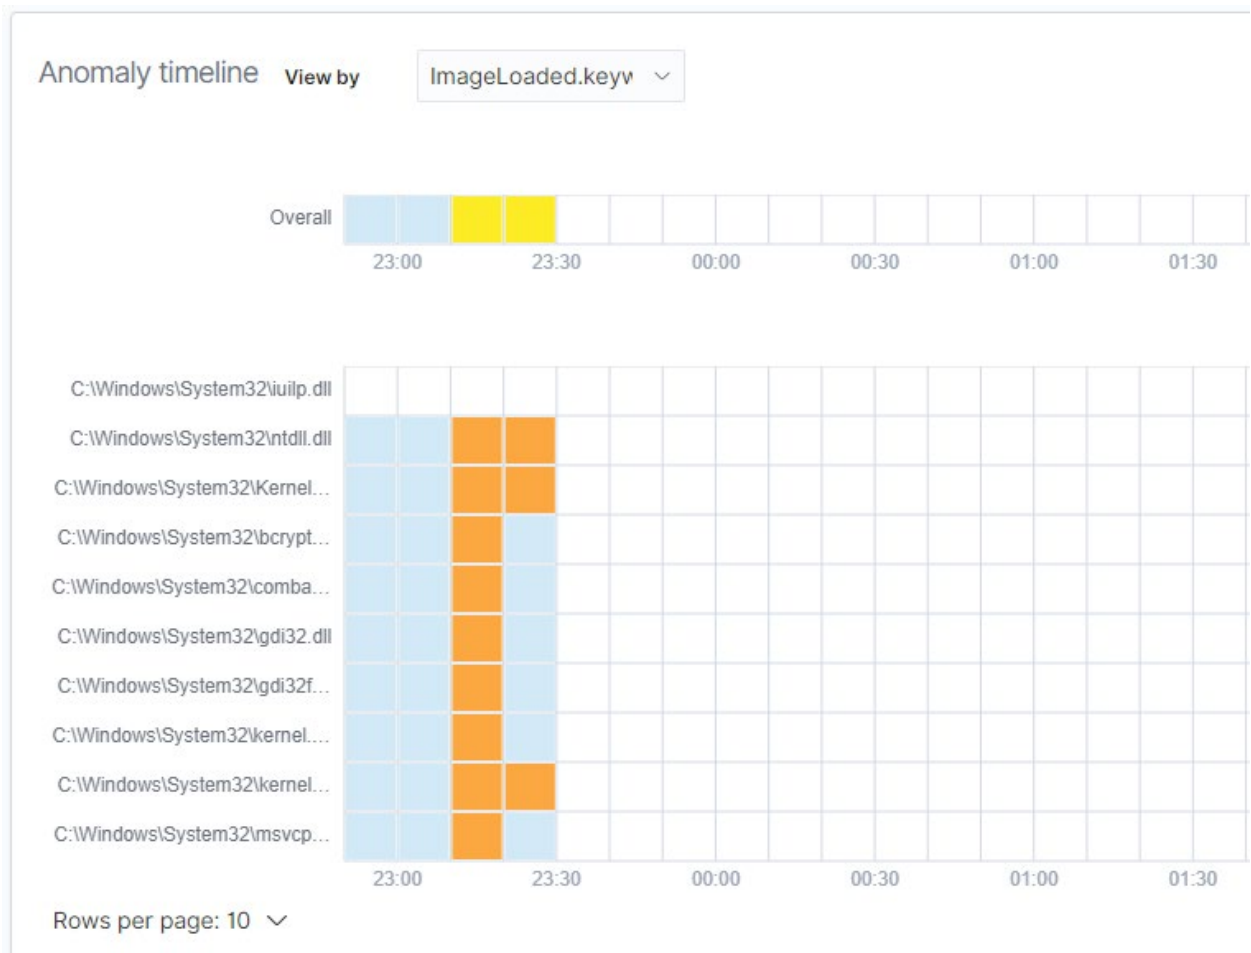 Anomaly timeline View by ImageLoaded.keyw
Overall
23:00 23:30 00:00 00:30 01:00 01:30
C:\Windows\System32\iuilp.dll
C:\Windows\System32\ntdll.dll
C:\Windows\System32\Kernel...
C:\Windows\System32\bcrypt...
C:\Windows\System32\comba...
C:\Windows\System32\gdi32.dll
C:\Windows\System32\gdi32f...
C:\Windows\System32\kernel....
C:\Windows\System32\kernel...
C:\Windows\System32\msvcp...
23:00 23:30 00:00 00:30 01:00 01:30
Rows per page: 10